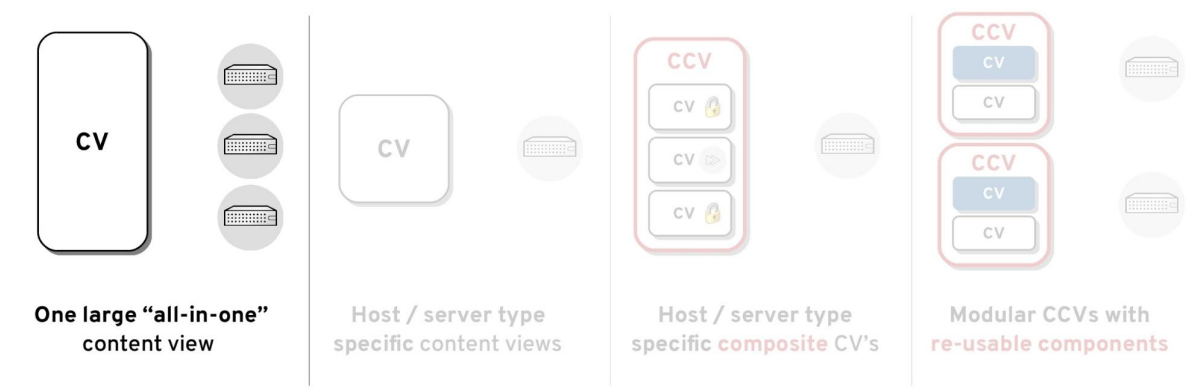 CV
One large “all-in-one”
content view
CV
Host / server type
specific content views
CCV
CV
CV
CV
Host / server type
specific composite CV’s
CCV
CV
CV
CCV
CV
CV
Modular CCVs with
re-usable components